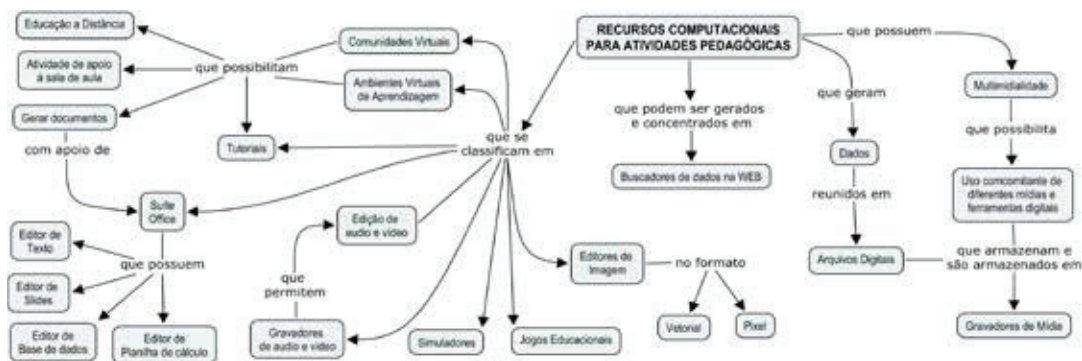 RECURSOS COMPUTACIONAIS
PARA ATIVIDADES PEDAGÓGICAS
que possuem
Multimidialidade
que possibilita
Uso comcomitante de
diferentes mídias e
ferramentas digitais
que armazenam e
são armazenados em
Gravadores de Mídia
que geram
Dados
reunidos em
Arquivos Digitais
que podem ser gerados
e concentrados em
Buscadores de dados na WEB
que se
classificam em
Comunidades Virtuais
Ambientes Virtuais
de Aprendizagem
que possibilitam
Educação a Distância
Atividade de apoio
à sala de aula
Gerar documentos
Tutoriais
com apoio de
Suíte
Office
que possuem
Editor de
Texto
Editor de
Slides
Editor de
Base de dados
Editor de
Planilha de cálculo
Edição de
audio e vídeo
que
permitem
Gravadores
de audio e vídeo
Simuladores
Jogos Educacionais
Editores de
Imagem
no formato
Vetorial
Pixel